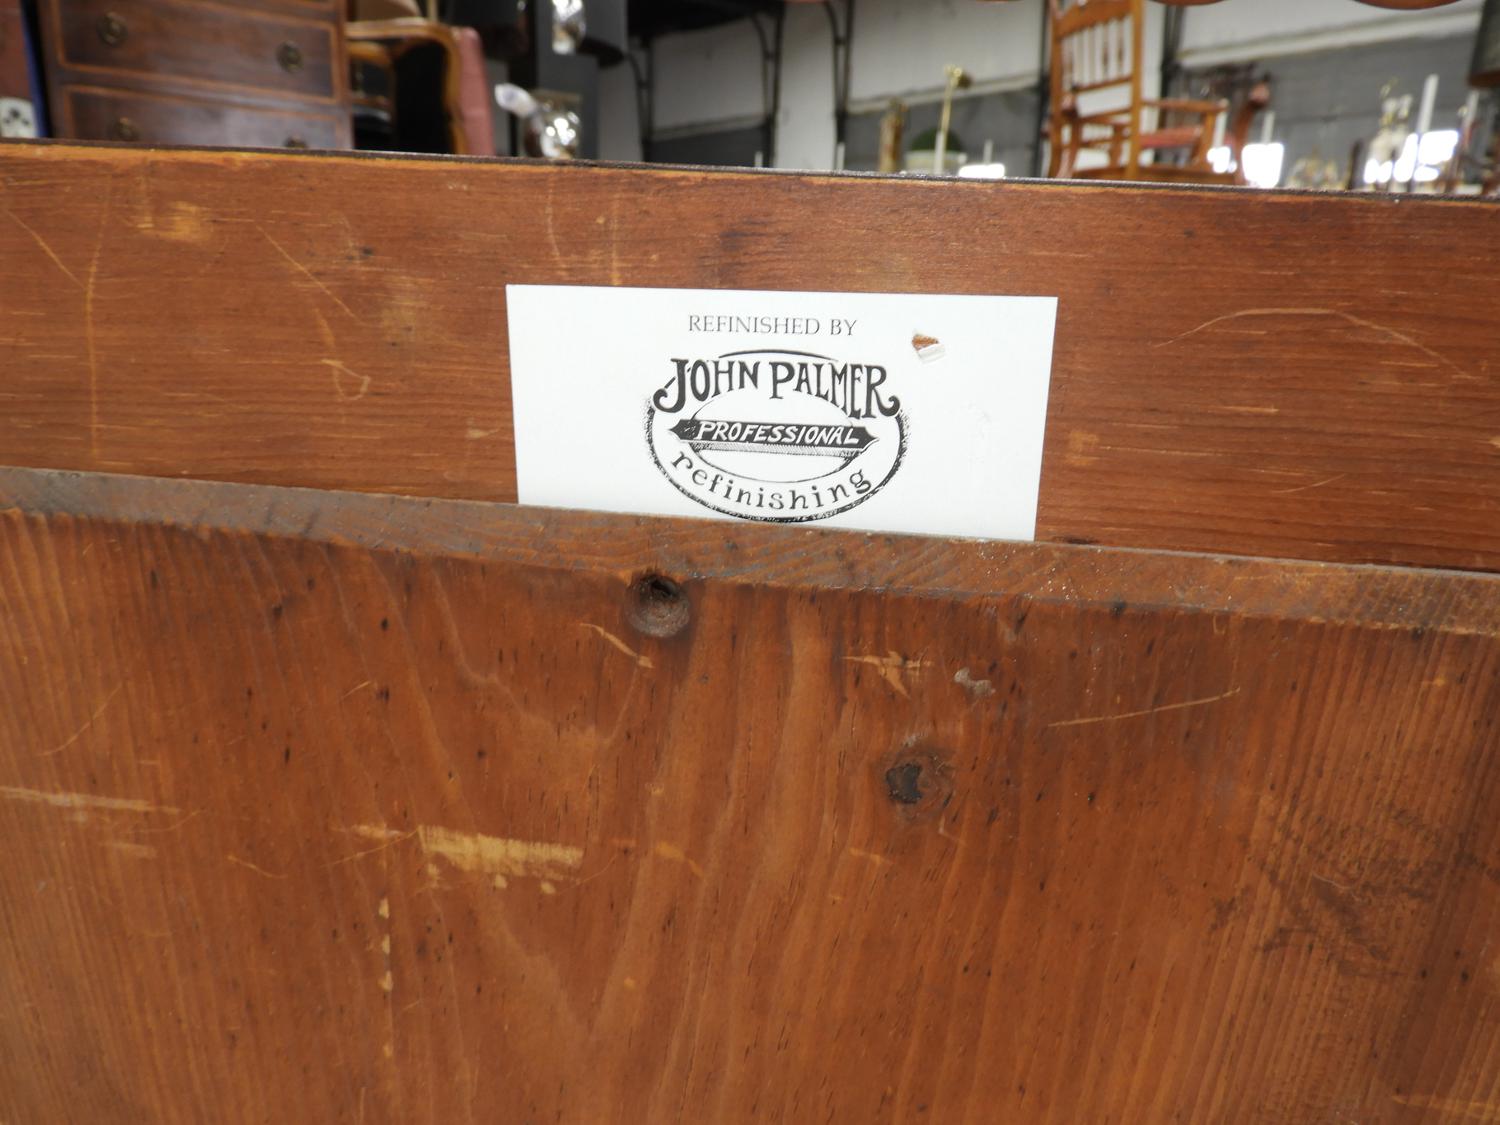 REFINISHED BY
JOHN PALMER
PROFESSIONAL
refinishing